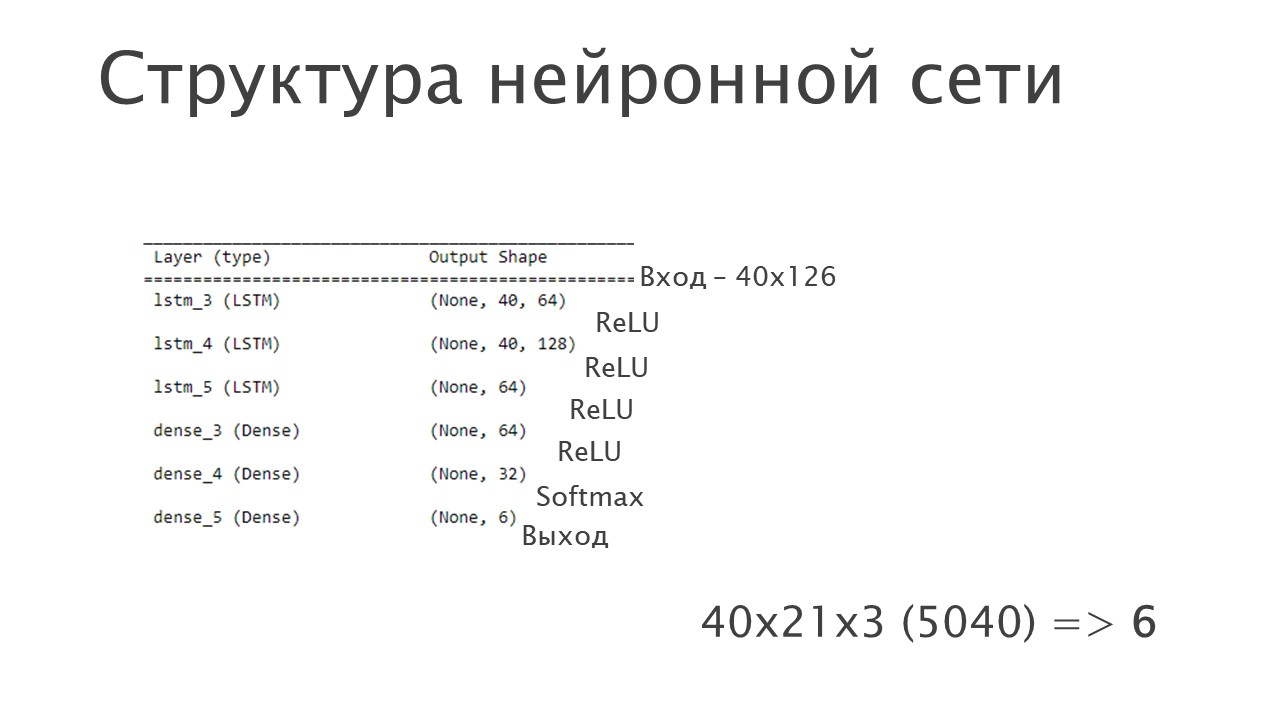 Структура нейронной сети
Layer (type) Output Shape
Вход – 40x126
lstm_3 (LSTM) (None, 40, 64)
ReLU
lstm_4 (LSTM) (None, 40, 128)
ReLU
lstm_5 (LSTM) (None, 64)
ReLU
dense_3 (Dense) (None, 64)
ReLU
dense_4 (Dense) (None, 32)
Softmax
dense_5 (Dense) (None, 6)
Выход
40x21x3 (5040) => 6